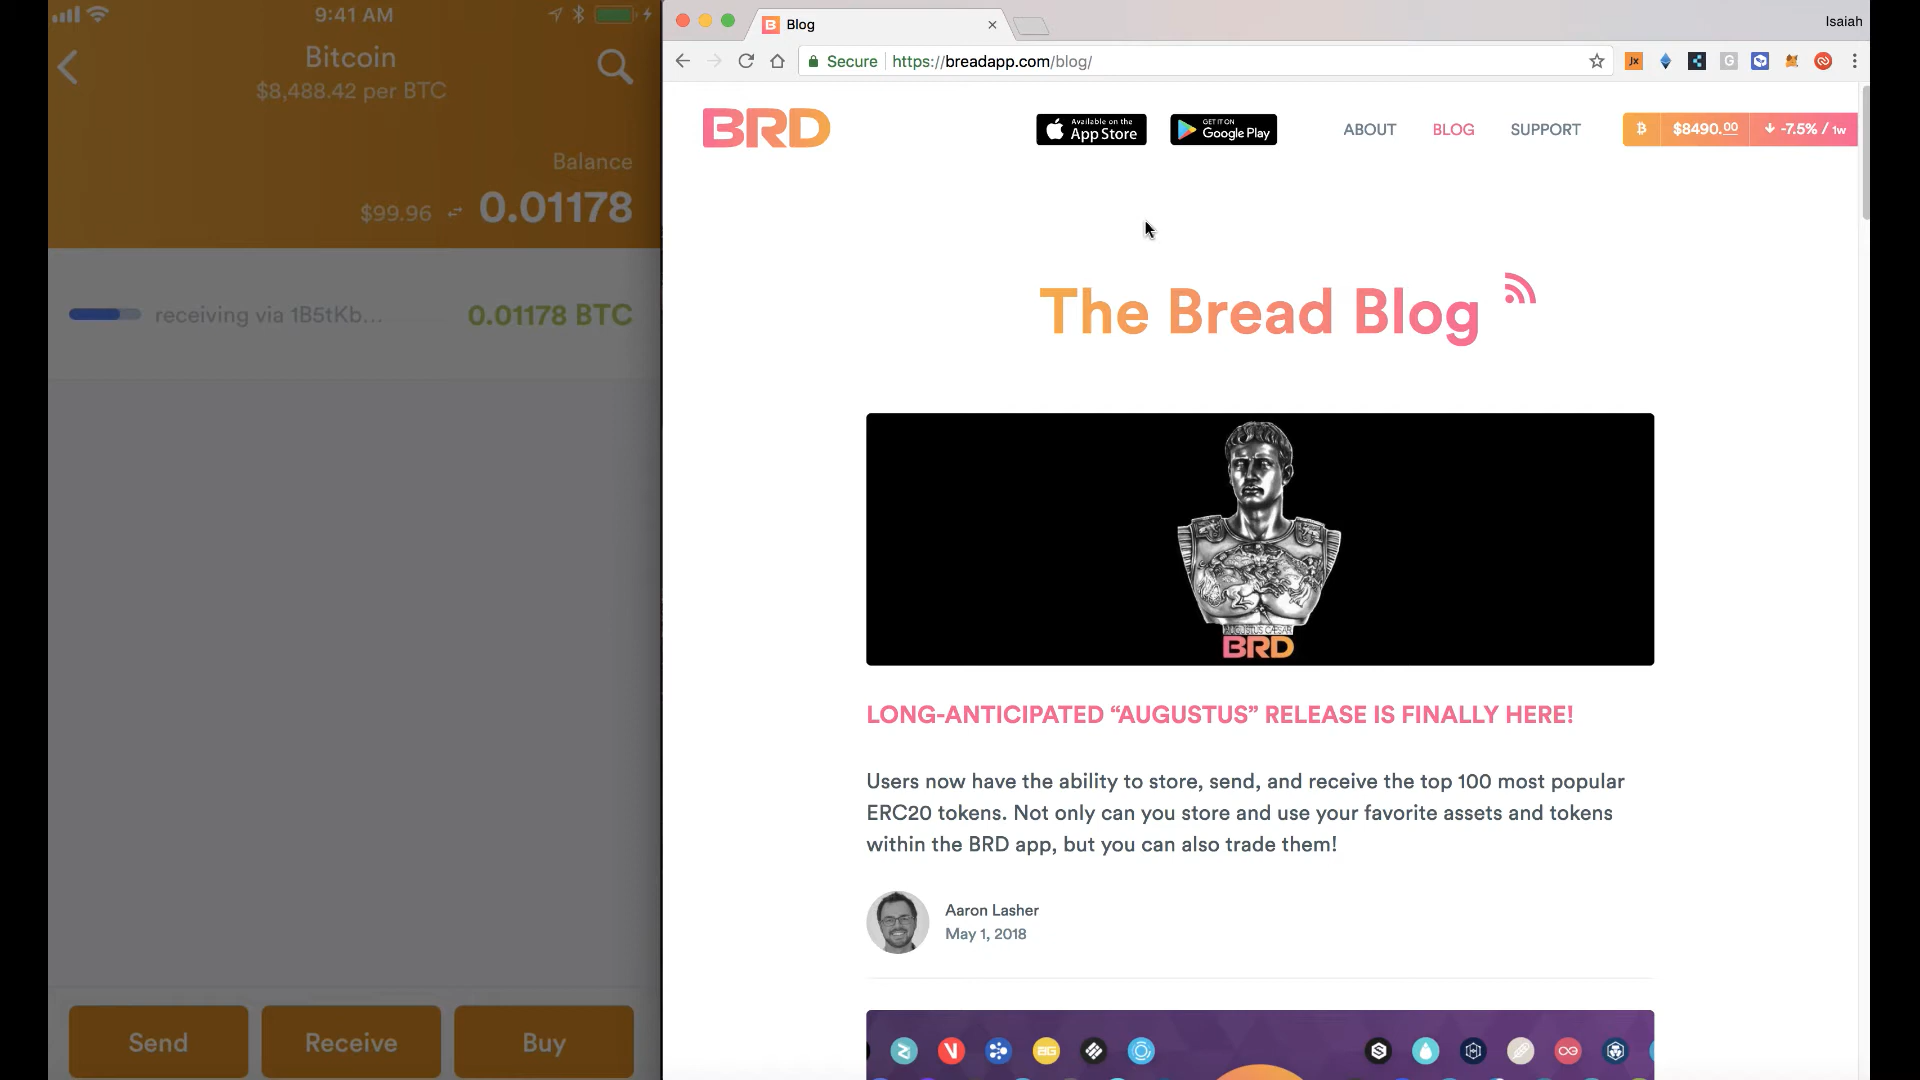 9:41 AM
Bitcoin
$8,488.42 per BTC
Balance
$99.96 0.01178
receiving via 1B5tKb... 0.01178 BTC
Send Receive Buy
Blog
Isaiah
Secure https://breadapp.com/blog/
BRD
Available on the
App Store
GET IT ON
Google Play
ABOUT BLOG SUPPORT
$8490.00 -7.5% / 1w
The Bread Blog
AUGUSTUS CAESAR
BRD
LONG-ANTICIPATED “AUGUSTUS” RELEASE IS FINALLY HERE!
Users now have the ability to store, send, and receive the top 100 most popular
ERC20 tokens. Not only can you store and use your favorite assets and tokens
within the BRD app, but you can also trade them!
Aaron Lasher
May 1, 2018